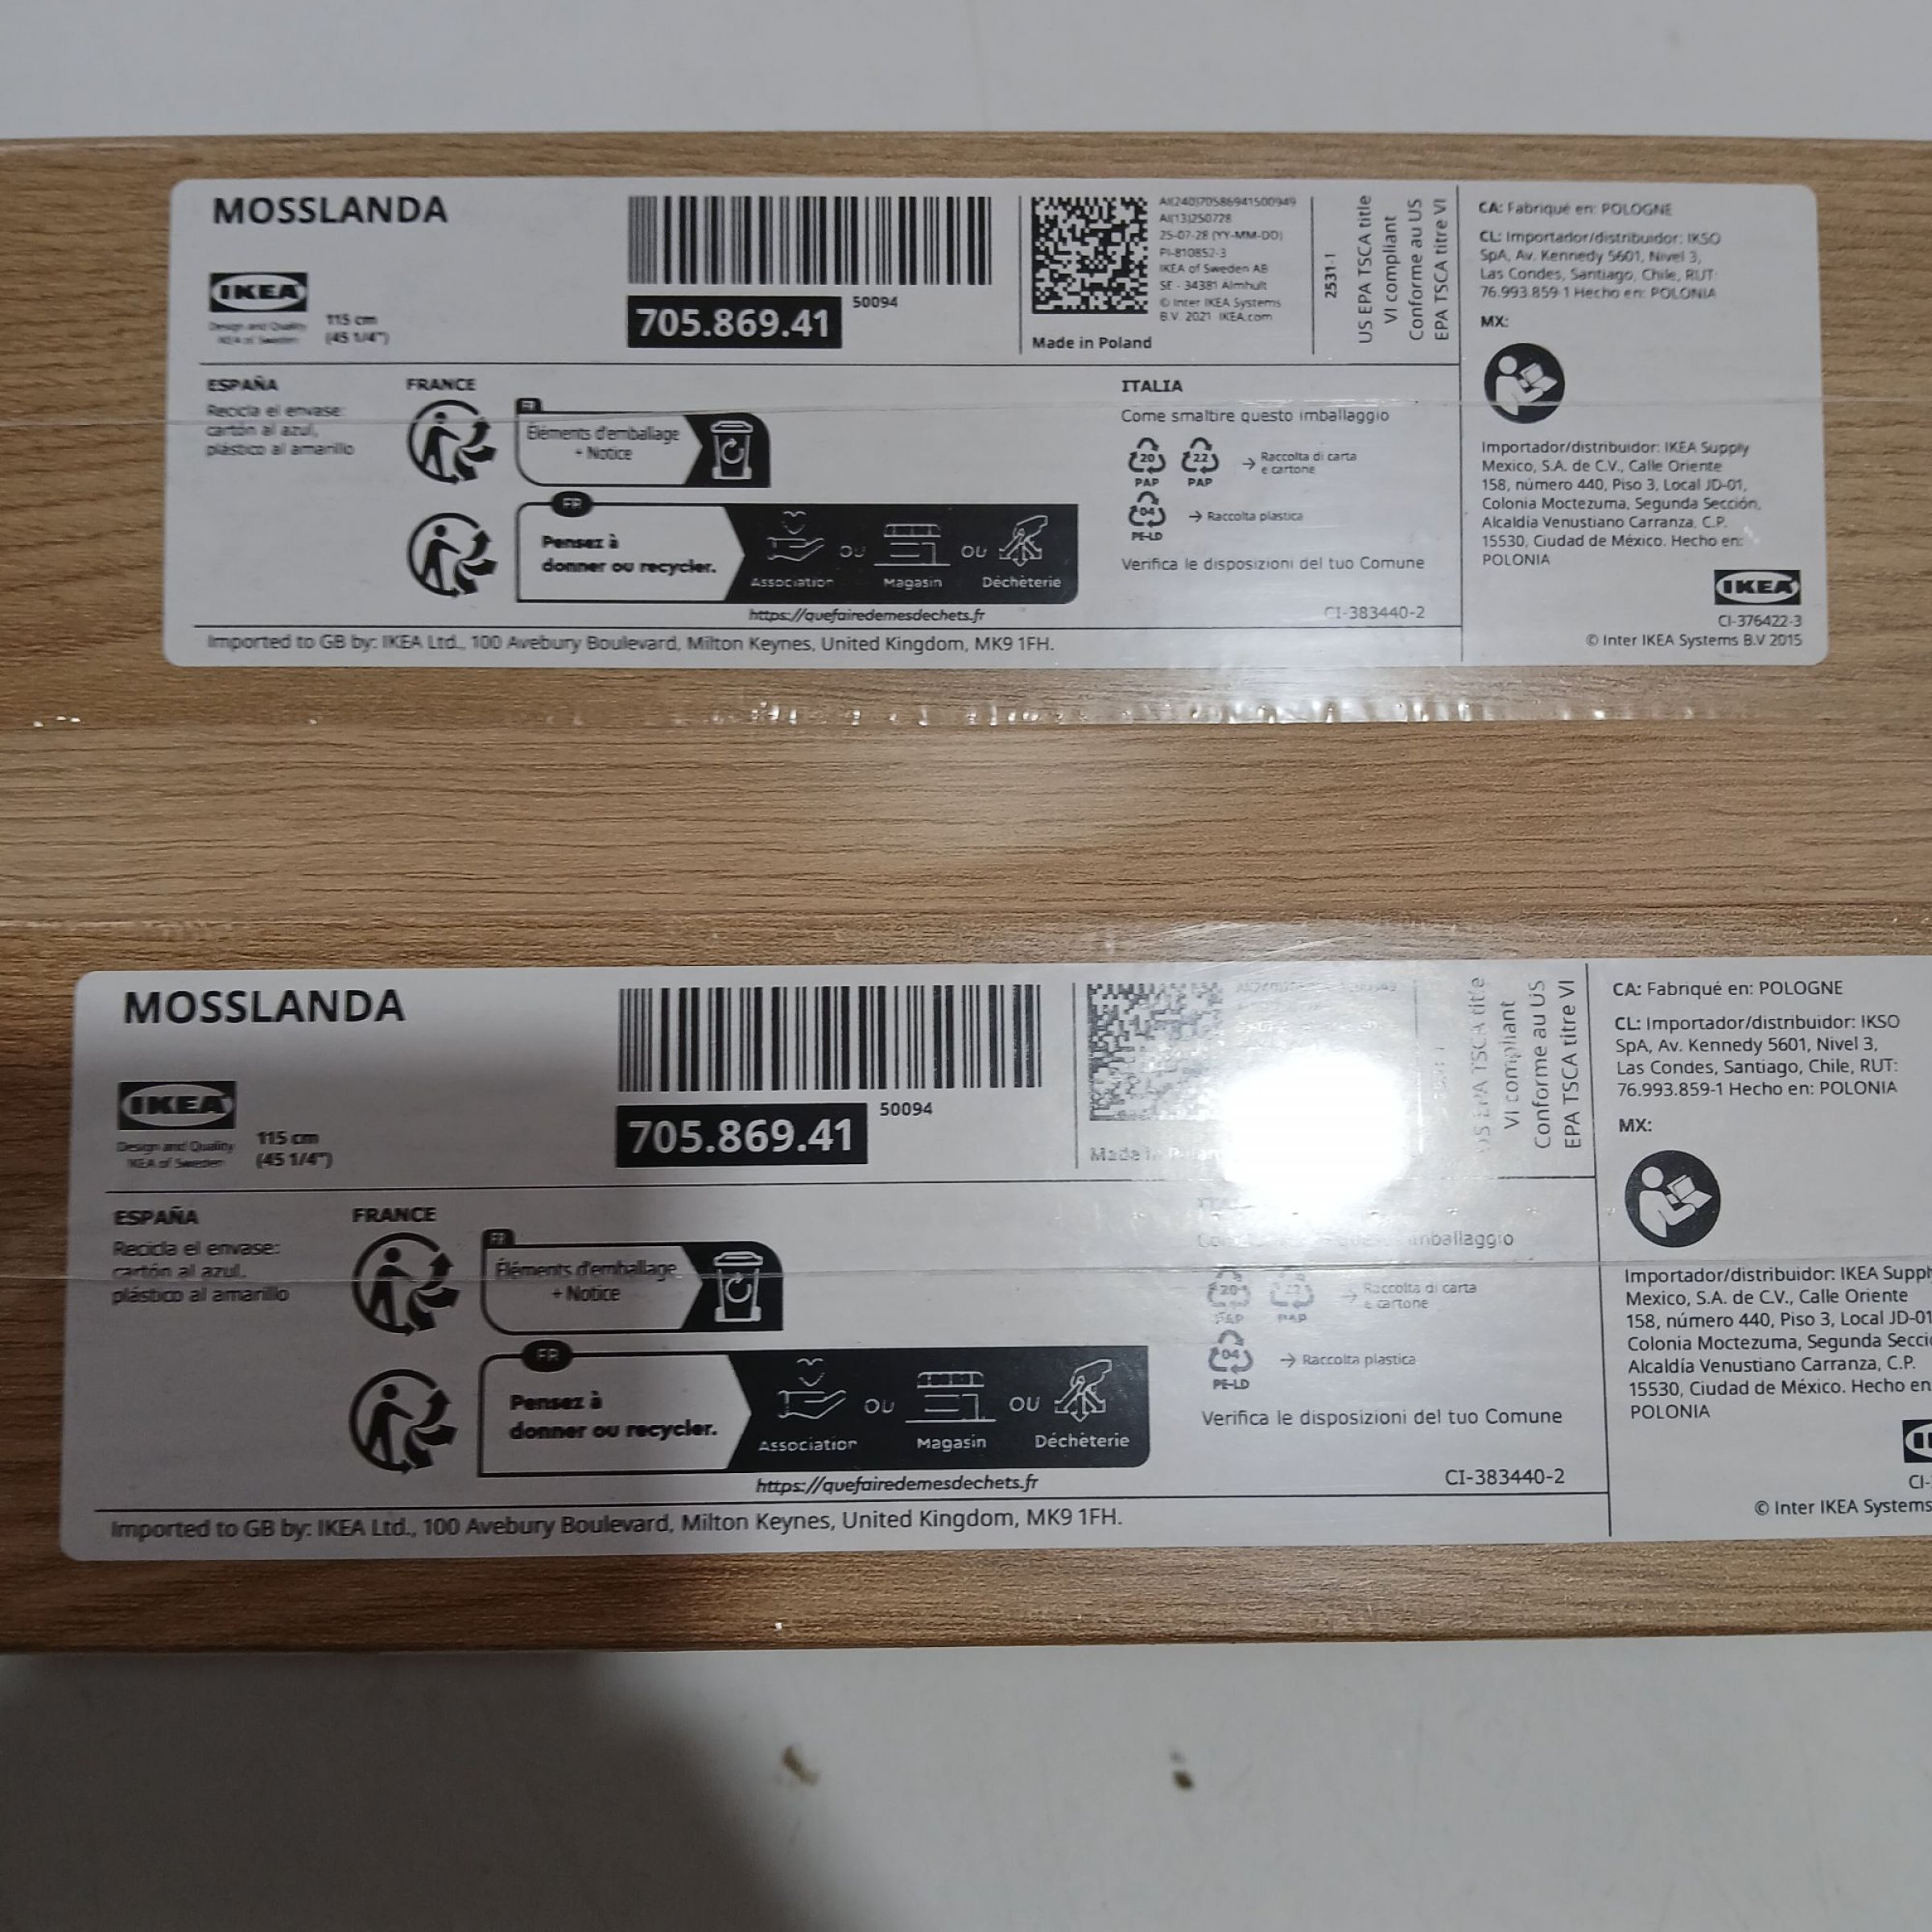 MOSSLANDA
IKEA
Design and Quality
IKEA of Sweden
115 cm
(45 1/4")
705.869.41
50094
AI(240)70586941500949
AI(13)250728
25-07-28 (YY-MM-DD)
PI-810852-3
IKEA of Sweden AB
SE - 34381 Älmhult
© Inter IKEA Systems
B.V. 2021 IKEA.com
Made in Poland
2531-1
US EPA TSCA title
VI compliant
Conforme au US
EPA TSCA titre VI
CA: Fabriqué en: POLOGNE
CL: Importador/distribuidor: IKSO
SpA, Av. Kennedy 5601, Nivel 3,
Las Condes, Santiago, Chile, RUT:
76.993.859-1 Hecho en: POLONIA
MX:
Importador/distribuidor: IKEA Supply
Mexico, S.A. de C.V., Calle Oriente
158, número 440, Piso 3, Local JD-01,
Colonia Moctezuma, Segunda Sección,
Alcaldía Venustiano Carranza, C.P.
15530, Ciudad de México. Hecho en:
POLONIA
IKEA
CI-376422-3
© Inter IKEA Systems B.V 2015
ESPAÑA
Recicla el envase:
cartón al azul,
plástico al amarillo
FRANCE
FR
Éléments d'emballage
+ Notice
FR
Pensez à
donner ou recycler.
Association
OU
Magasin
OU
Déchèterie
https://quefairedemesdechets.fr
ITALIA
Come smaltire questo imballaggio
20
PAP
22
PAP
→ Raccolta di carta
e cartone
04
PE-LD
→ Raccolta plastica
Verifica le disposizioni del tuo Comune
CI-383440-2
Imported to GB by: IKEA Ltd., 100 Avebury Boulevard, Milton Keynes, United Kingdom, MK9 1FH.
MOSSLANDA
IKEA
Design and Quality
IKEA of Sweden
115 cm
(45 1/4")
705.869.41
50094
Made in
US EPA TSCA title
VI compliant
Conforme au US
EPA TSCA titre VI
CA: Fabriqué en: POLOGNE
CL: Importador/distribuidor: IKSO
SpA, Av. Kennedy 5601, Nivel 3,
Las Condes, Santiago, Chile, RUT:
76.993.859-1 Hecho en: POLONIA
MX:
Importador/distribuidor: IKEA Suppl
Mexico, S.A. de C.V., Calle Oriente
158, número 440, Piso 3, Local JD-01
Colonia Moctezuma, Segunda Secci
Alcaldía Venustiano Carranza, C.P.
15530, Ciudad de México. Hecho en
POLONIA
CI-
© Inter IKEA Systems
ESPAÑA
Recicla el envase:
cartón al azul,
plástico al amarillo
FRANCE
FR
Éléments d'emballage
+ Notice
FR
Pensez à
donner ou recycler.
Association
OU
Magasin
OU
Déchèterie
https://quefairedemesdechets.fr
imballaggio
20
PAP
22
PAP
→ Raccolta di carta
e cartone
04
PE-LD
→ Raccolta plastica
Verifica le disposizioni del tuo Comune
CI-383440-2
Imported to GB by: IKEA Ltd., 100 Avebury Boulevard, Milton Keynes, United Kingdom, MK9 1FH.